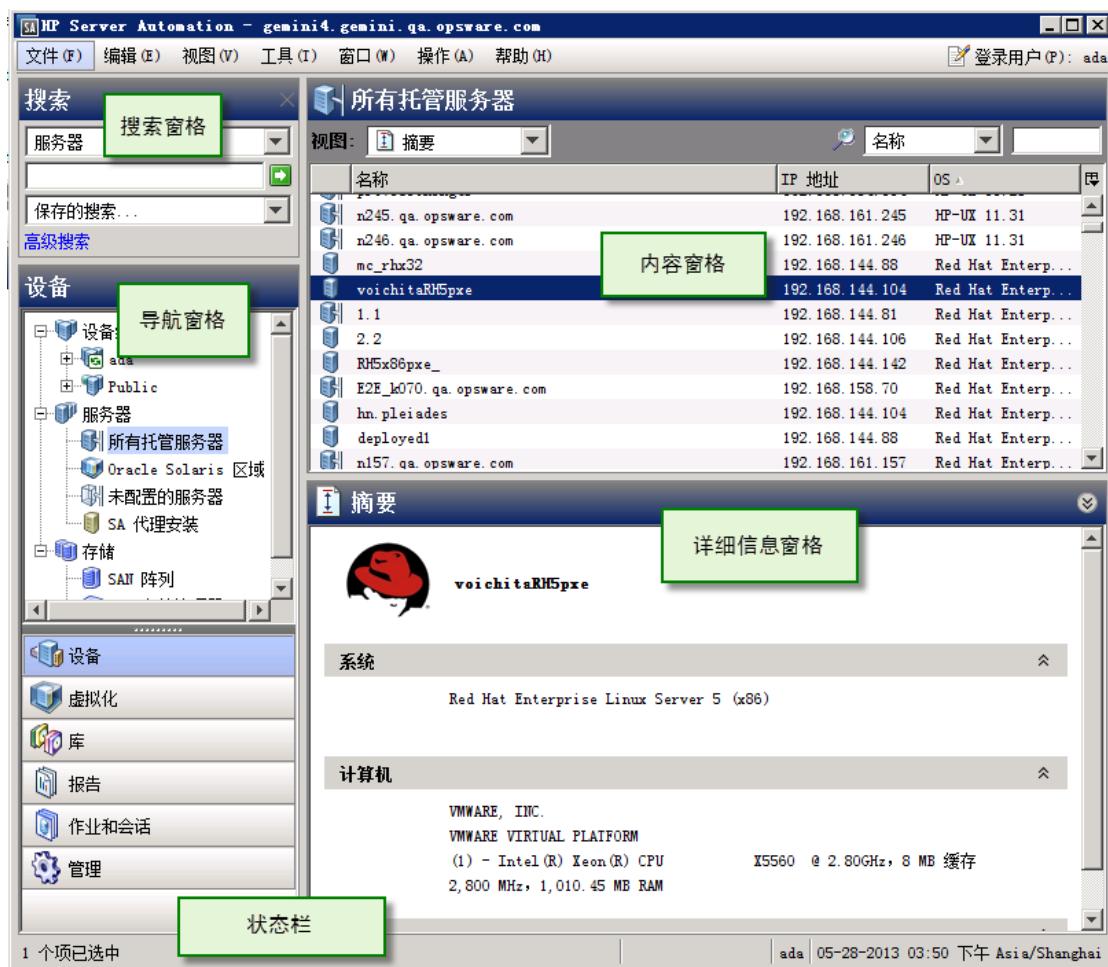 HP Server Automation - gemini4.gemini.qa.opsware.com
文件(F) 编辑(E) 视图(V) 工具(T) 窗口(W) 操作(A) 帮助(H) 登录用户(P): ada
搜索
搜索窗格
服务器
保存的搜索...
高级搜索
设备
导航窗格
设备
ada
Public
服务器
所有托管服务器
Oracle Solaris 区域
未配置的服务器
SA 代理安装
存储
SAN 阵列
设备
虚拟化
库
报告
作业和会话
管理
所有托管服务器
视图: 摘要 名称
名称 IP 地址 OS
n245.qa.opsware.com 192.168.161.245 HP-UX 11.31
n246.qa.opsware.com 192.168.161.246 HP-UX 11.31
mc_rhx32 192.168.144.88 Red Hat Enterp...
voichitaRH5pxe 192.168.144.104 Red Hat Enterp...
1.1 192.168.144.81 Red Hat Enterp...
2.2 192.168.144.106 Red Hat Enterp...
RH5x86pxe_ 192.168.144.142 Red Hat Enterp...
E2E_k070.qa.opsware.com 192.168.158.70 Red Hat Enterp...
hn.pleiades 192.168.144.104 Red Hat Enterp...
deployed1 192.168.144.88 Red Hat Enterp...
n157.qa.opsware.com 192.168.161.157 Red Hat Enterp...
内容窗格
摘要
详细信息窗格
voichitaRH5pxe
系统
Red Hat Enterprise Linux Server 5 (x86)
计算机
VMWARE, INC.
VMWARE VIRTUAL PLATFORM
(1) - Intel(R) Xeon(R) CPU X5560 @ 2.80GHz, 8 MB 缓存
2,800 MHz, 1,010.45 MB RAM
状态栏
1 个项已选中 ada 05-28-2013 03:50 下午 Asia/Shanghai